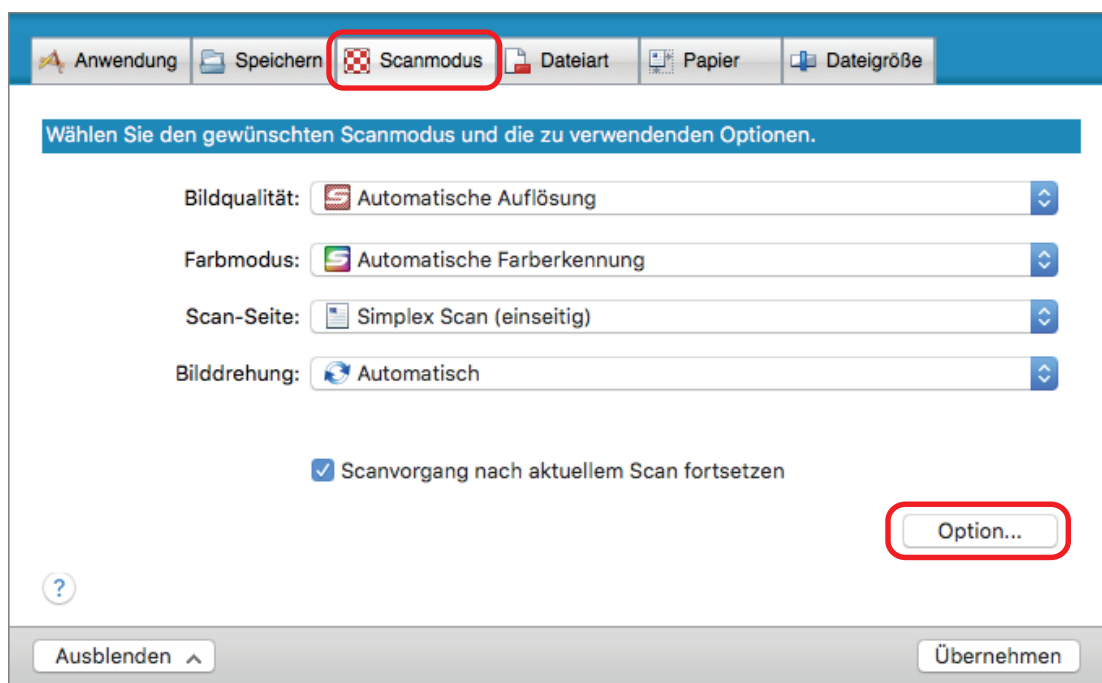 Anwendung Speichern Scanmodus Dateiart Papier Dateigröße
Wählen Sie den gewünschten Scanmodus und die zu verwendenden Optionen.
Bildqualität: Automatische Auflösung
Farbmodus: Automatische Farberkennung
Scan-Seite: Simplex Scan (einseitig)
Bilddrehung: Automatisch
Scanvorgang nach aktuellem Scan fortsetzen
Option...
?
Ausblenden Übernehmen